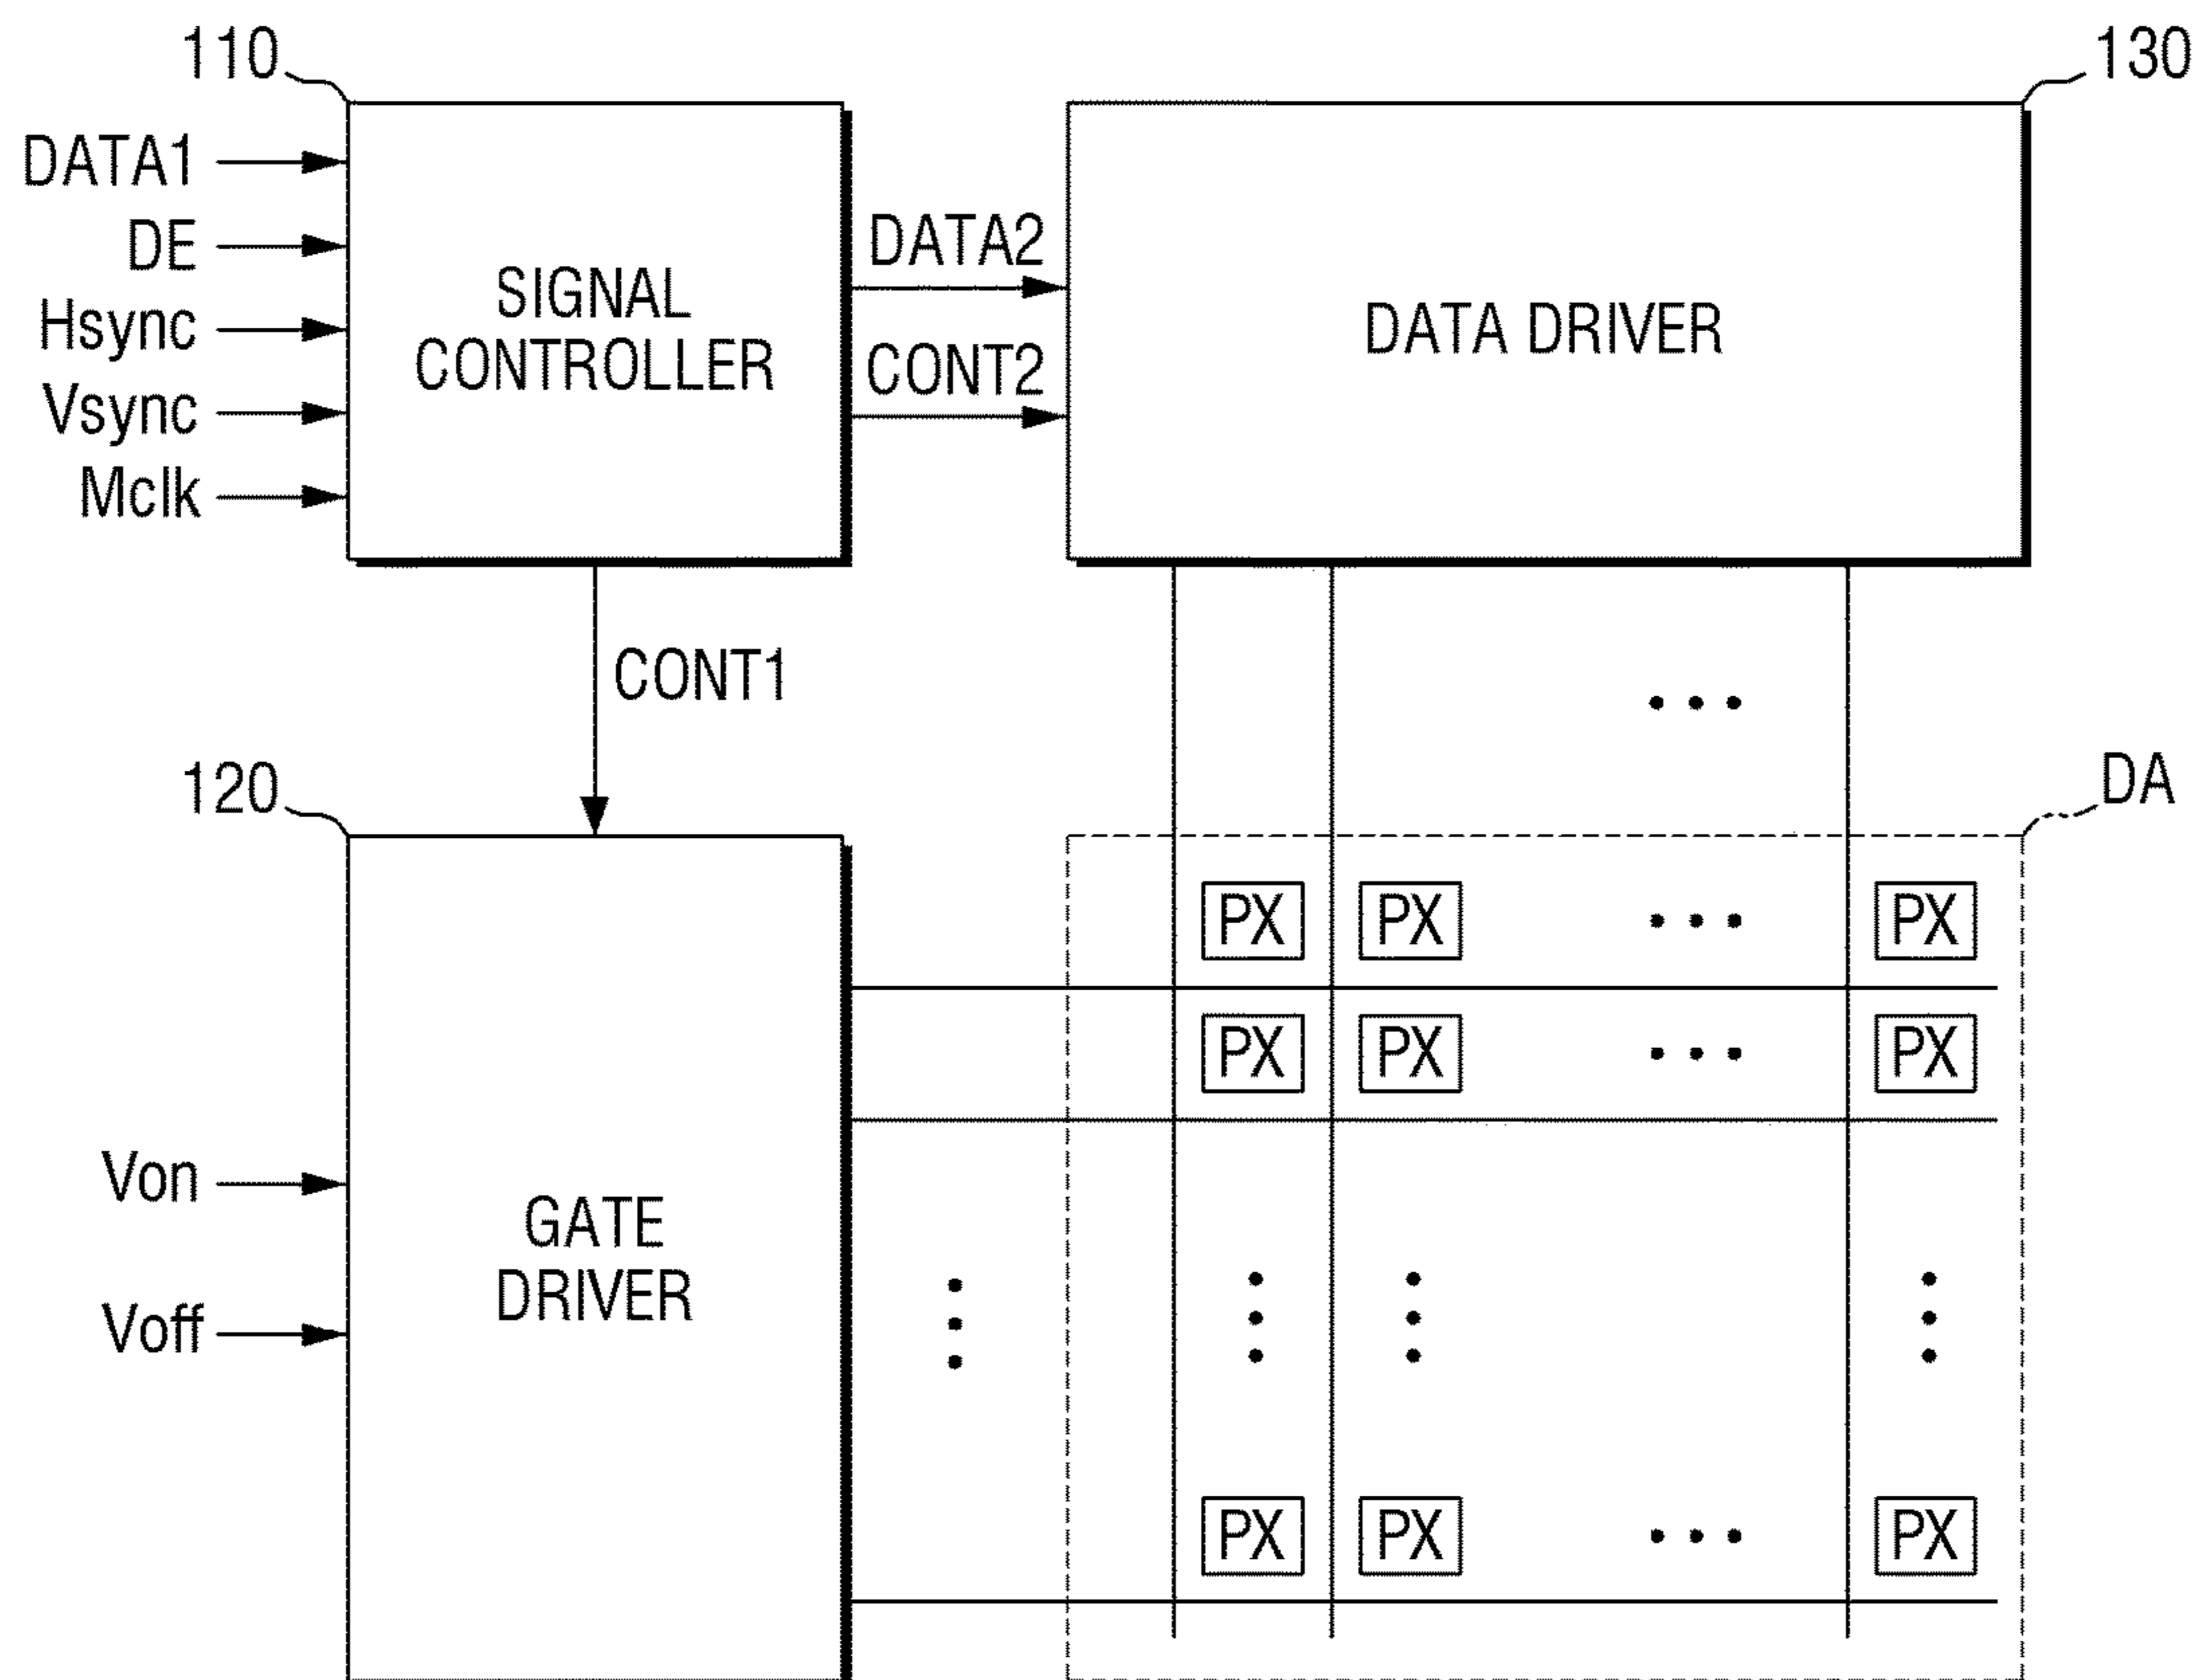 110
130
DATA1
DE
Hsync
Vsync
Mclk
SIGNAL
CONTROLLER
DATA2
CONT2
DATA DRIVER
CONT1
120
DA
Von
Voff
GATE
DRIVER
PX PX PX
PX PX PX
PX PX PX